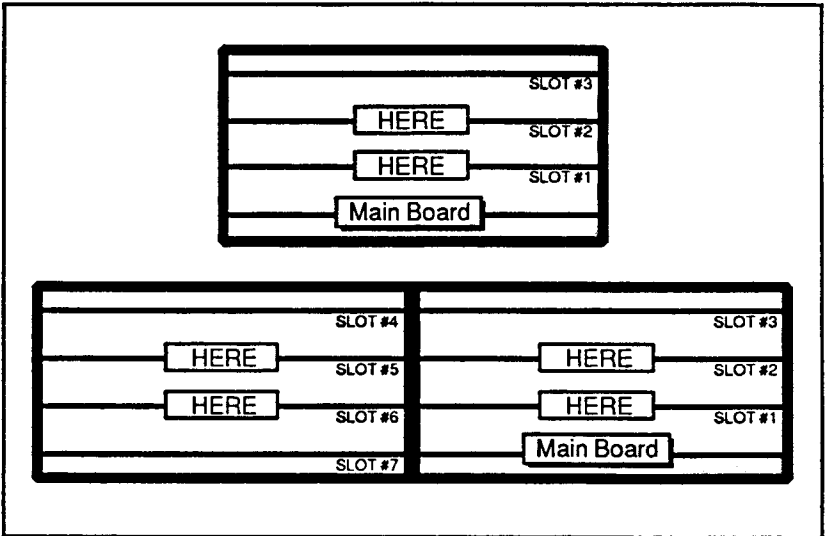 SLOT #3
HERE
SLOT #2
HERE
SLOT #1
Main Board
SLOT #4
SLOT #3
HERE
SLOT #5
HERE
SLOT #2
HERE
SLOT #6
HERE
SLOT #1
Main Board
SLOT #7